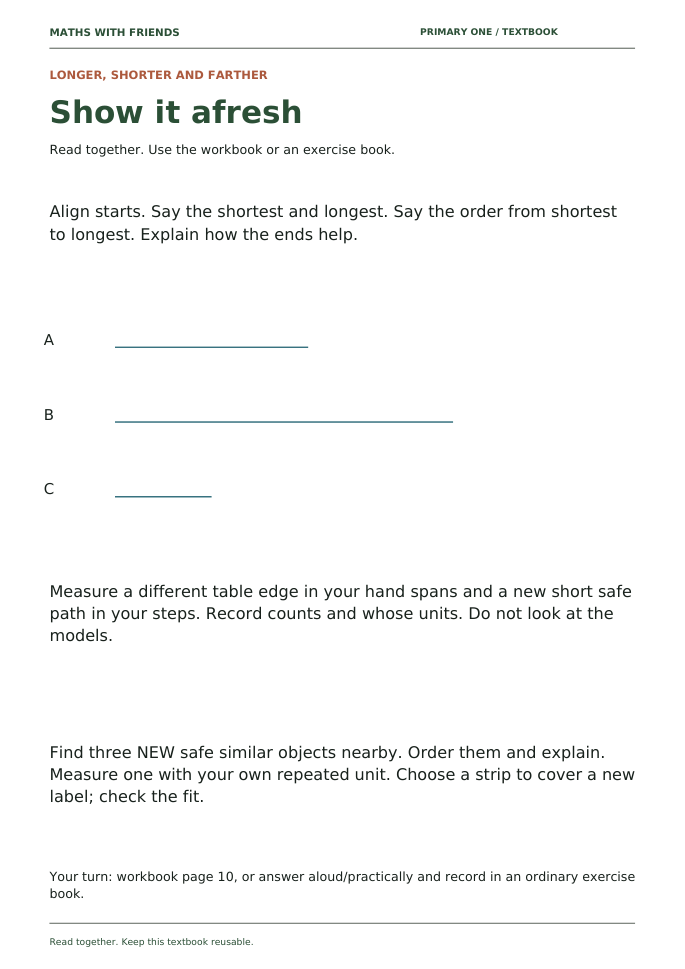 MATHS WITH FRIENDS
PRIMARY ONE / TEXTBOOK
LONGER, SHORTER AND FARTHER
Show it afresh
Read together. Use the workbook or an exercise book.
Align starts. Say the shortest and longest. Say the order from shortest
to longest. Explain how the ends help.
A
B
C
Measure a different table edge in your hand spans and a new short safe
path in your steps. Record counts and whose units. Do not look at the
models.
Find three NEW safe similar objects nearby. Order them and explain.
Measure one with your own repeated unit. Choose a strip to cover a new
label; check the fit.
Your turn: workbook page 10, or answer aloud/practically and record in an ordinary exercise
book.
Read together. Keep this textbook reusable.